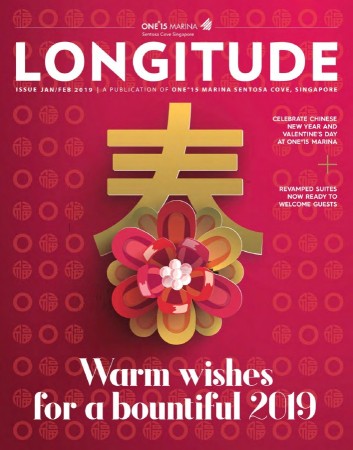 ONE°15 MARINA
Sentosa Cove Singapore
LONGITUDE
ISSUE JAN/FEB 2019 | A PUBLICATION OF ONE°15 MARINA SENTOSA COVE, SINGAPORE
CELEBRATE CHINESE
NEW YEAR AND
VALENTINE'S DAY
AT ONE°15 MARINA
+
REVAMPED SUITES
NOW READY TO
WELCOME GUESTS
春
Warm wishes
for a bountiful 2019